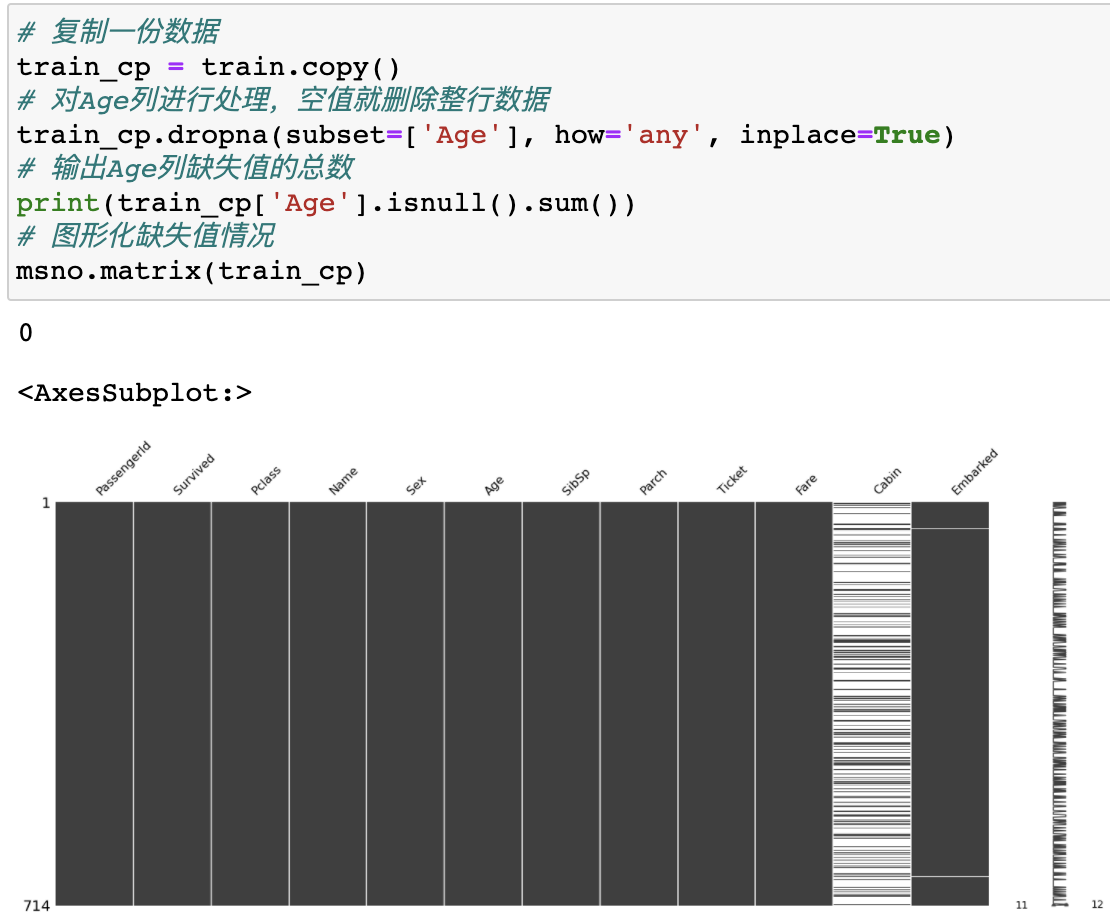 # 复制一份数据
train_cp = train.copy()
# 对Age列进行处理，空值就删除整行数据
train_cp.dropna(subset=['Age'], how='any', inplace=True)
# 输出Age列缺失值的总数
print(train_cp['Age'].isnull().sum())
# 图形化缺失值情况
msno.matrix(train_cp)
0
<AxesSubplot:>
PassengerId Survived Pclass Name Sex Age SibSp Parch Ticket Fare Cabin Embarked
1
714 11 12